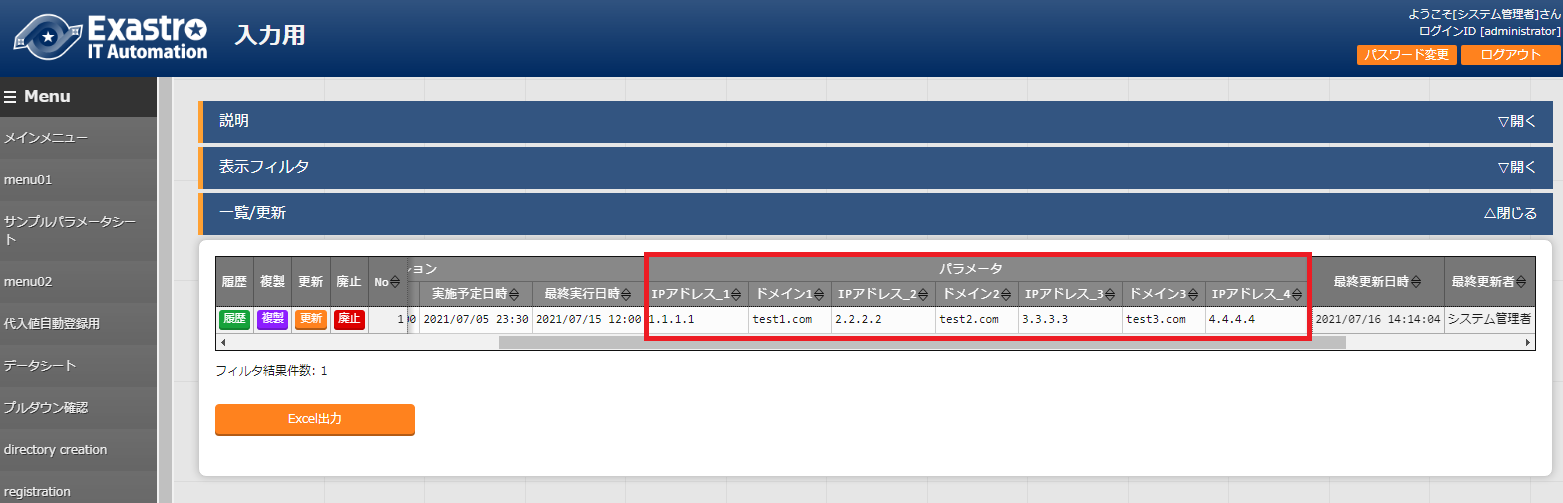 Exastro
IT Automation
入力用
ようこそ[システム管理者]さん
ログインID [administrator]
パスワード変更 ログアウト
Menu
メインメニュー
menu01
サンプルパラメータシー
ト
menu02
代入値自動登録用
データシート
プルダウン確認
directory creation
registration
説明 ▽開く
表示フィルタ ▽開く
一覧/更新 △閉じる
履歴 複製 更新 廃止 No ション パラメータ 最終更新日時 最終更新者
実施予定日時 最終実行日時 IPアドレス_1 ドメイン1 IPアドレス_2 ドメイン2 IPアドレス_3 ドメイン3 IPアドレス_4
履歴 複製 更新 廃止 1 00 2021/07/05 23:30 2021/07/15 12:00 1.1.1.1 test1.com 2.2.2.2 test2.com 3.3.3.3 test3.com 4.4.4.4 2021/07/16 14:14:04 システム管理者
フィルタ結果件数: 1
Excel出力